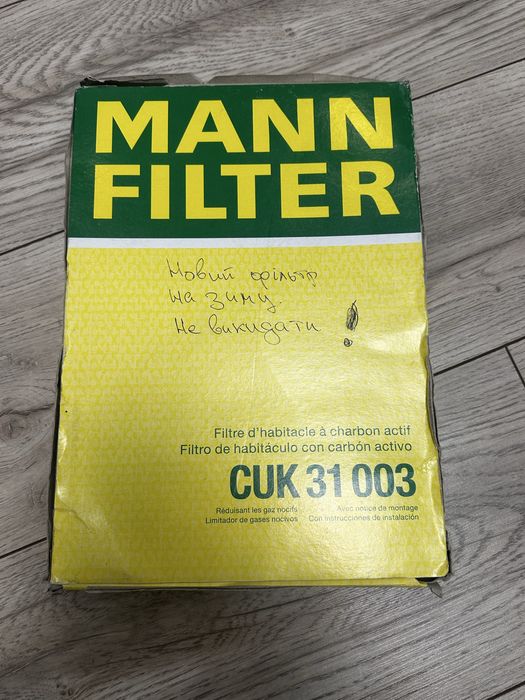 MANN
FILTER
Новий фільтр
на зиму.
Не викидати !
Filtre d'habitacle à charbon actif
Filtro de habitáculo con carbón activo
CUK 31 003
Réduisant les gaz nocifs
Avec notice de montage
Limitador de gases nocivos
Con instrucciones de instalación